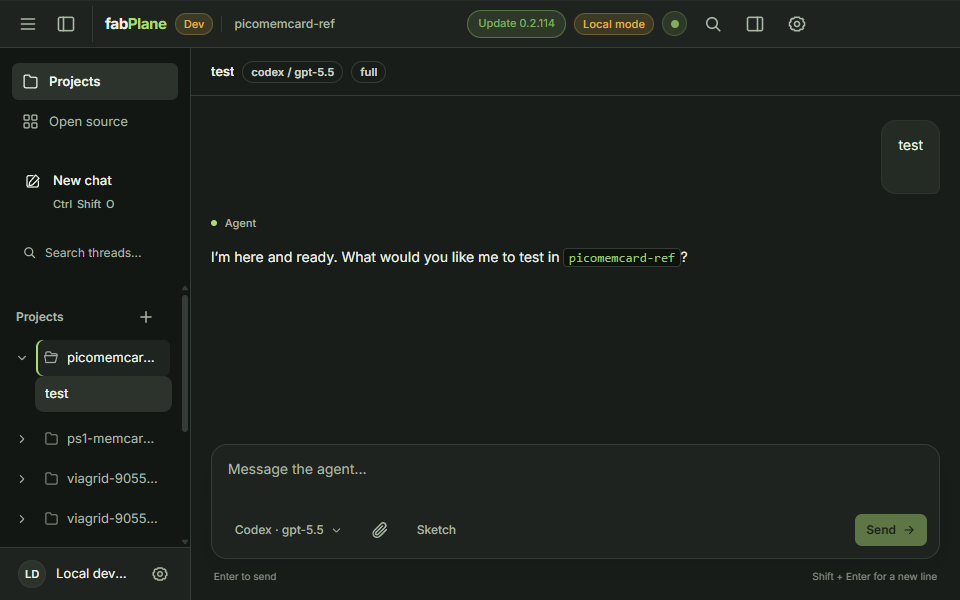 fabPlane Dev picomemcard-ref Update 0.2.114 Local mode
Projects
Open source
New chat
Ctrl Shift O
Search threads...
Projects
picomemcar...
test
ps1-memcar...
viagrid-9055...
viagrid-9055...
LD Local dev...
test codex / gpt-5.5 full
test
Agent
I’m here and ready. What would you like me to test in picomemcard-ref?
Message the agent...
Codex · gpt-5.5 Sketch Send →
Enter to send Shift + Enter for a new line